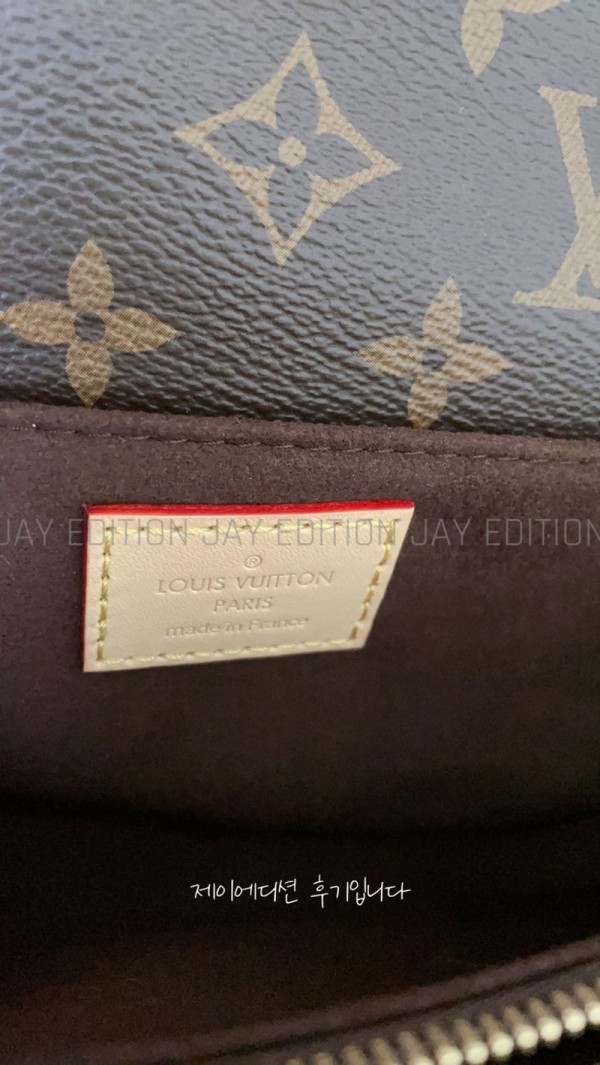 JAY EDITION JAY EDITION JAY EDITION
®
LOUIS VUITTON
PARIS
made in France
제이에디션 후기입니다